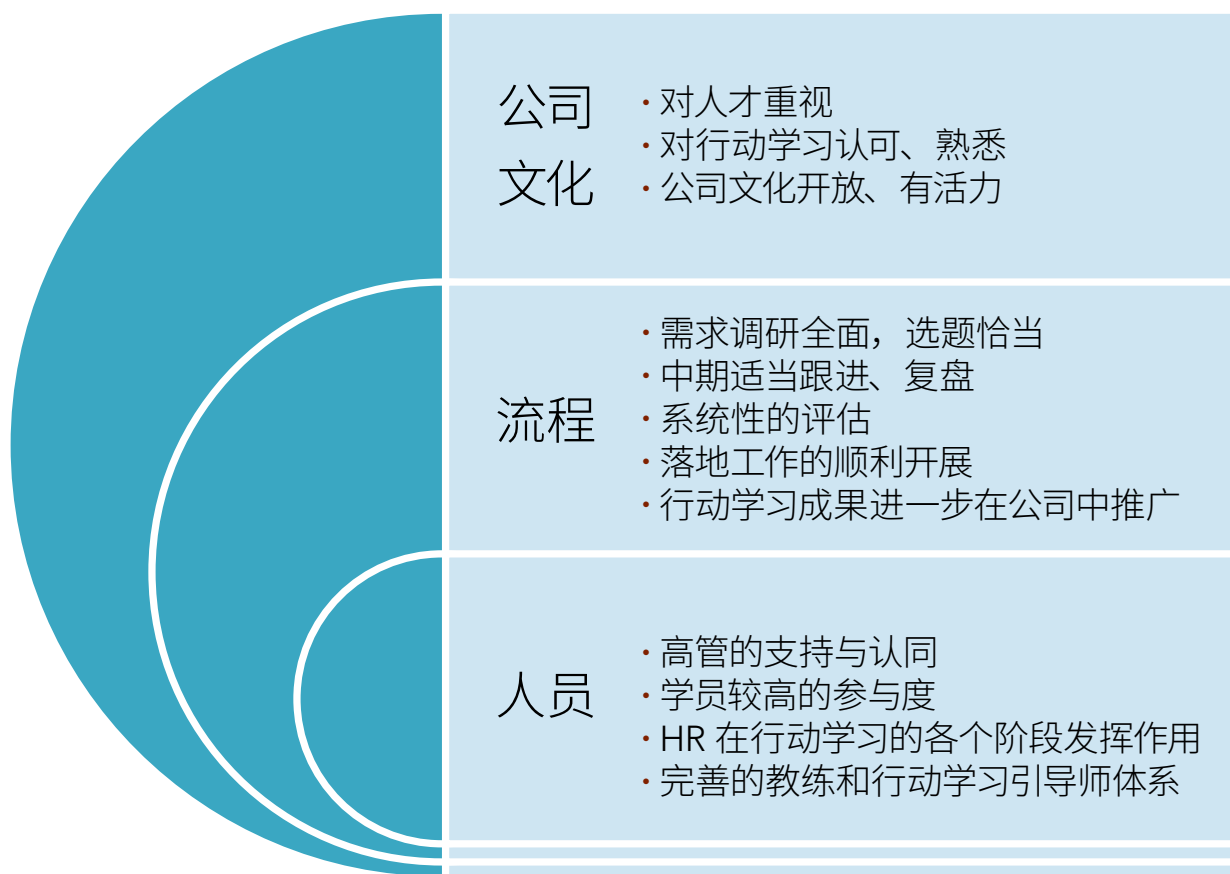 公司
文化
· 对人才重视
· 对行动学习认可、熟悉
· 公司文化开放、有活力
流程
· 需求调研全面，选题恰当
· 中期适当跟进、复盘
· 系统性的评估
· 落地工作的顺利开展
· 行动学习成果进一步在公司中推广
人员
· 高管的支持与认同
· 学员较高的参与度
· HR 在行动学习的各个阶段发挥作用
· 完善的教练和行动学习引导师体系